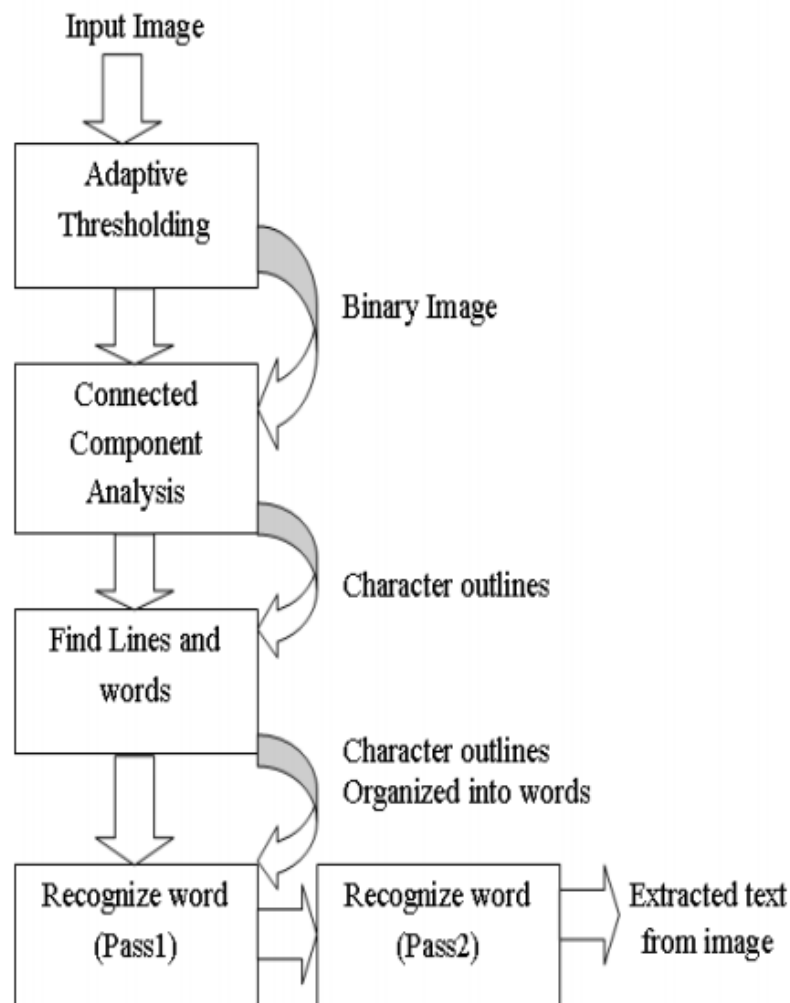 Input Image
Adaptive
Thresholding
Binary Image
Connected
Component
Analysis
Character outlines
Find Lines and
words
Character outlines
Organized into words
Recognize word
(Pass1)
Recognize word
(Pass2)
Extracted text
from image